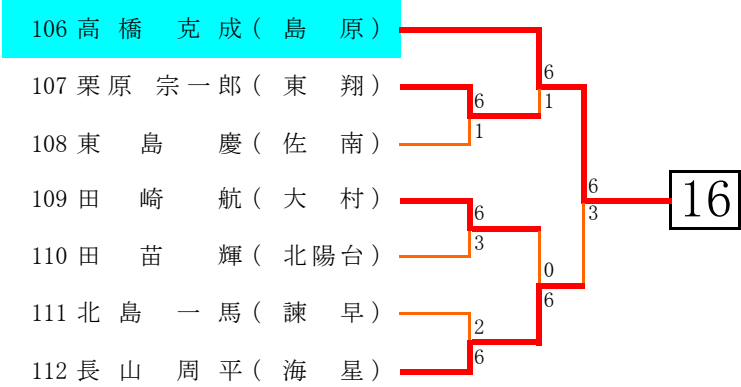 106 高橋 克成(島 原)
6
1
107 栗原 宗一郎(東 翔)
6
1
108 東 島 慶(佐 南)
6
3
16
109 田 崎 航(大 村)
6
3
110 田 苗 輝(北陽台)
0
6
111 北島 一馬(諫 早)
2
6
112 長山 周平(海 星)